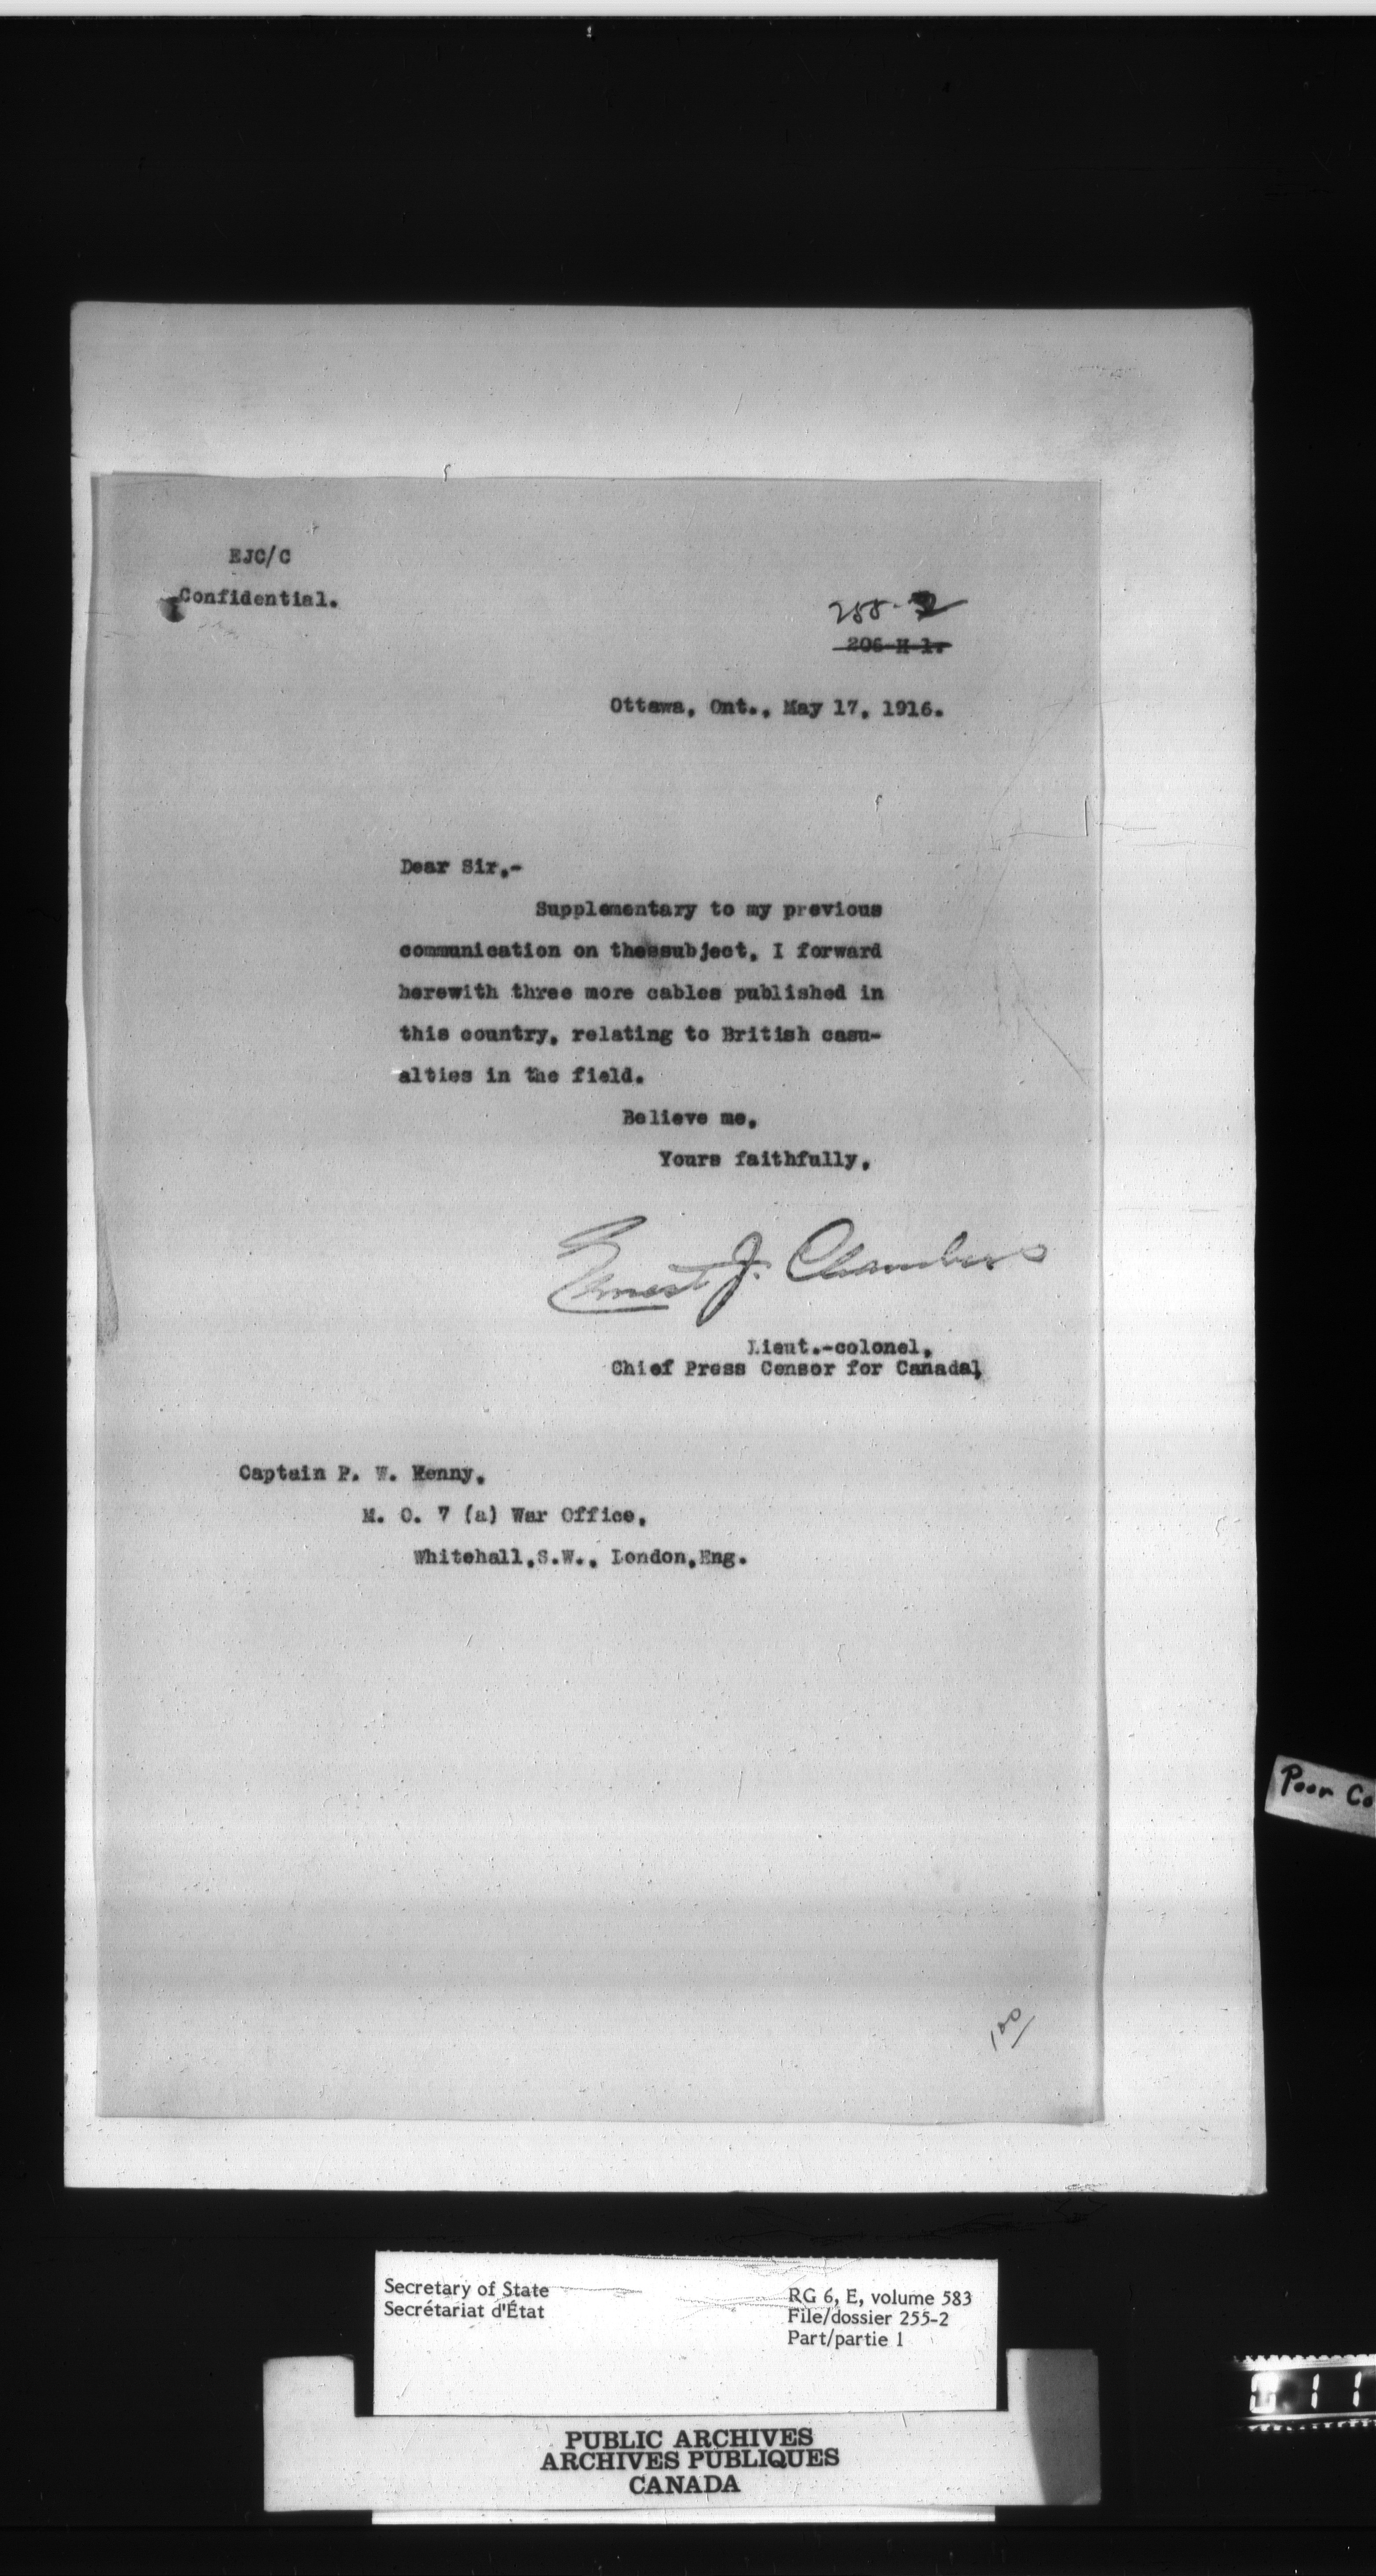 EJC/C
Confidential.
255-2
206-H-1.
Ottawa, Ont., May 17, 1916.
Dear Sir,-
Supplementary to my previous
communication on thessubject, I forward
herewith three more cables published in
this country, relating to British casu-
alties in the field.
Believe me,
Yours faithfully,
Ernest J. Chambers
Lieut.-colonel,
Chief Press Censor for Canada,
Captain P. W. Kenny,
M. O. 7 (a) War Office,
Whitehall,S.W., London,Eng.
Poor Co
100
Secretary of State
Secrétariat d'État
RG 6, E, volume 583
File/dossier 255-2
Part/partie 1
PUBLIC ARCHIVES
ARCHIVES PUBLIQUES
CANADA